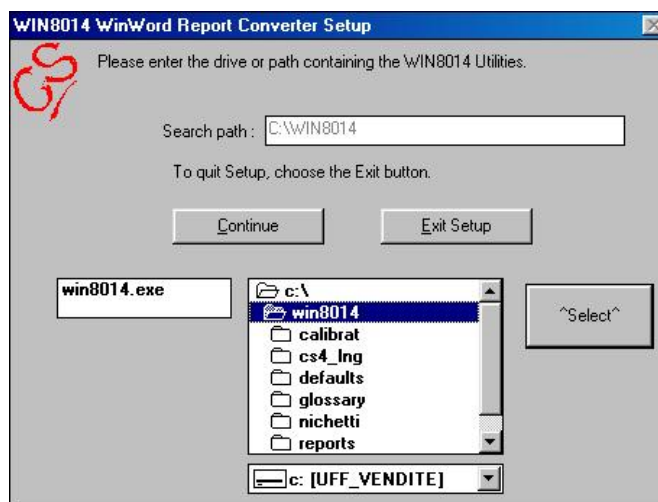 WIN8014 WinWord Report Converter Setup
Please enter the drive or path containing the WIN8014 Utilities.
Search path : C:\WIN8014
To quit Setup, choose the Exit button.
Continue Exit Setup
win8014.exe
c:\
win8014
calibrat
cs4_lng
defaults
glossary
nichetti
reports
^Select^
c: [UFF_VENDITE]